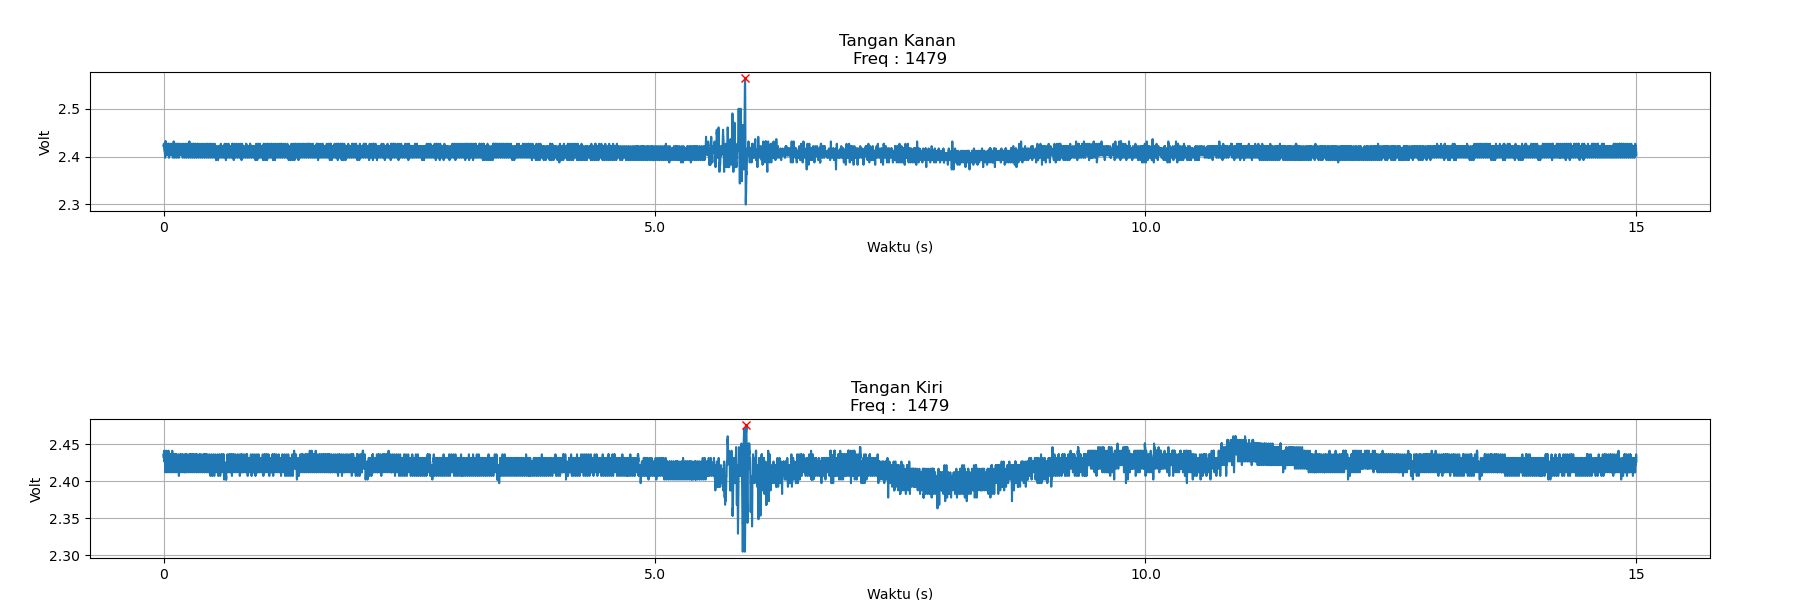 Tangan Kanan
Freq : 1479
2.5
2.4
2.3
Volt
0 5.0 10.0 15
Waktu (s)
Tangan Kiri
Freq :  1479
2.45
2.40
2.35
2.30
Volt
0 5.0 10.0 15
Waktu (s)